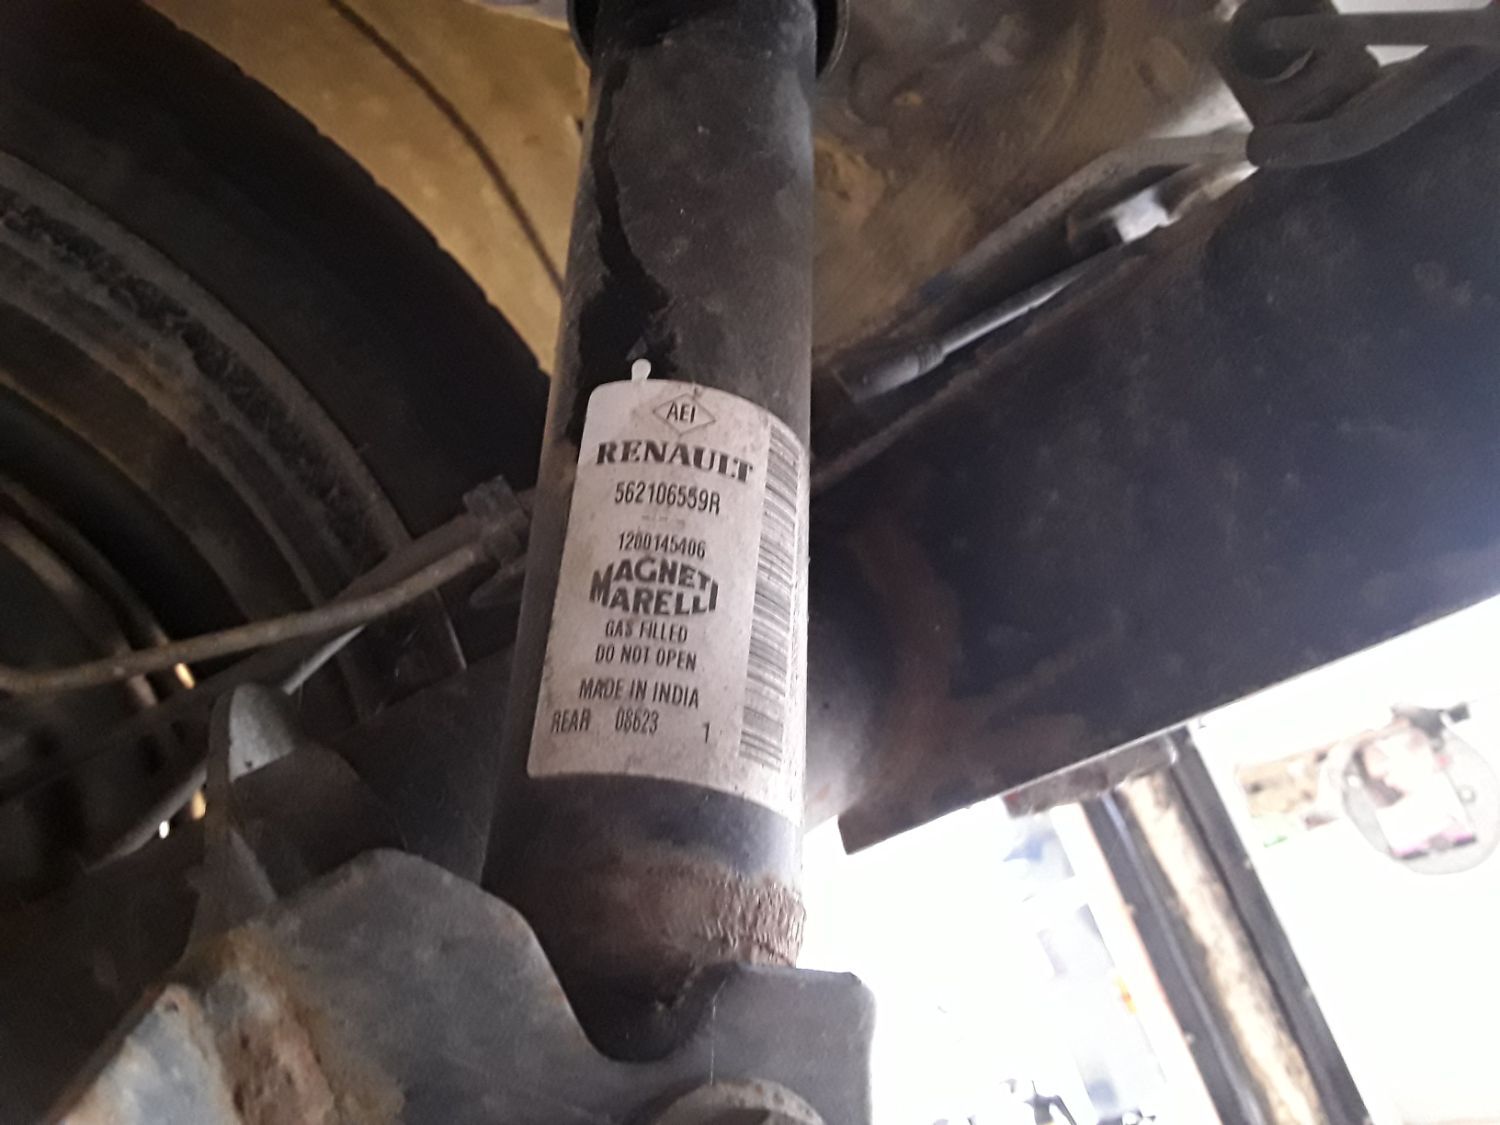 AEI
RENAULT
562106559R
1200145406
MAGNETI
MARELLI
GAS FILLED
DO NOT OPEN
MADE IN INDIA
REAR 08623 1